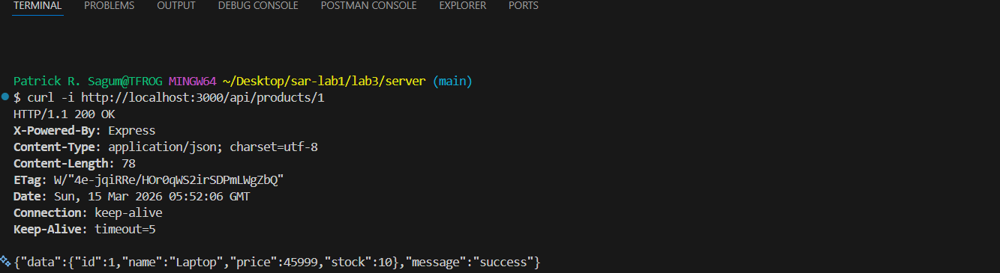 TERMINAL PROBLEMS OUTPUT DEBUG CONSOLE POSTMAN CONSOLE EXPLORER PORTS
Patrick R. Sagum@TFROG MINGW64 ~/Desktop/sar-lab1/lab3/server (main)
$ curl -i http://localhost:3000/api/products/1
HTTP/1.1 200 OK
X-Powered-By: Express
Content-Type: application/json; charset=utf-8
Content-Length: 78
ETag: W/"4e-jqiRRe/HOr0qWS2irSDPmLWgZbQ"
Date: Sun, 15 Mar 2026 05:52:06 GMT
Connection: keep-alive
Keep-Alive: timeout=5
{"data":{"id":1,"name":"Laptop","price":45999,"stock":10},"message":"success"}